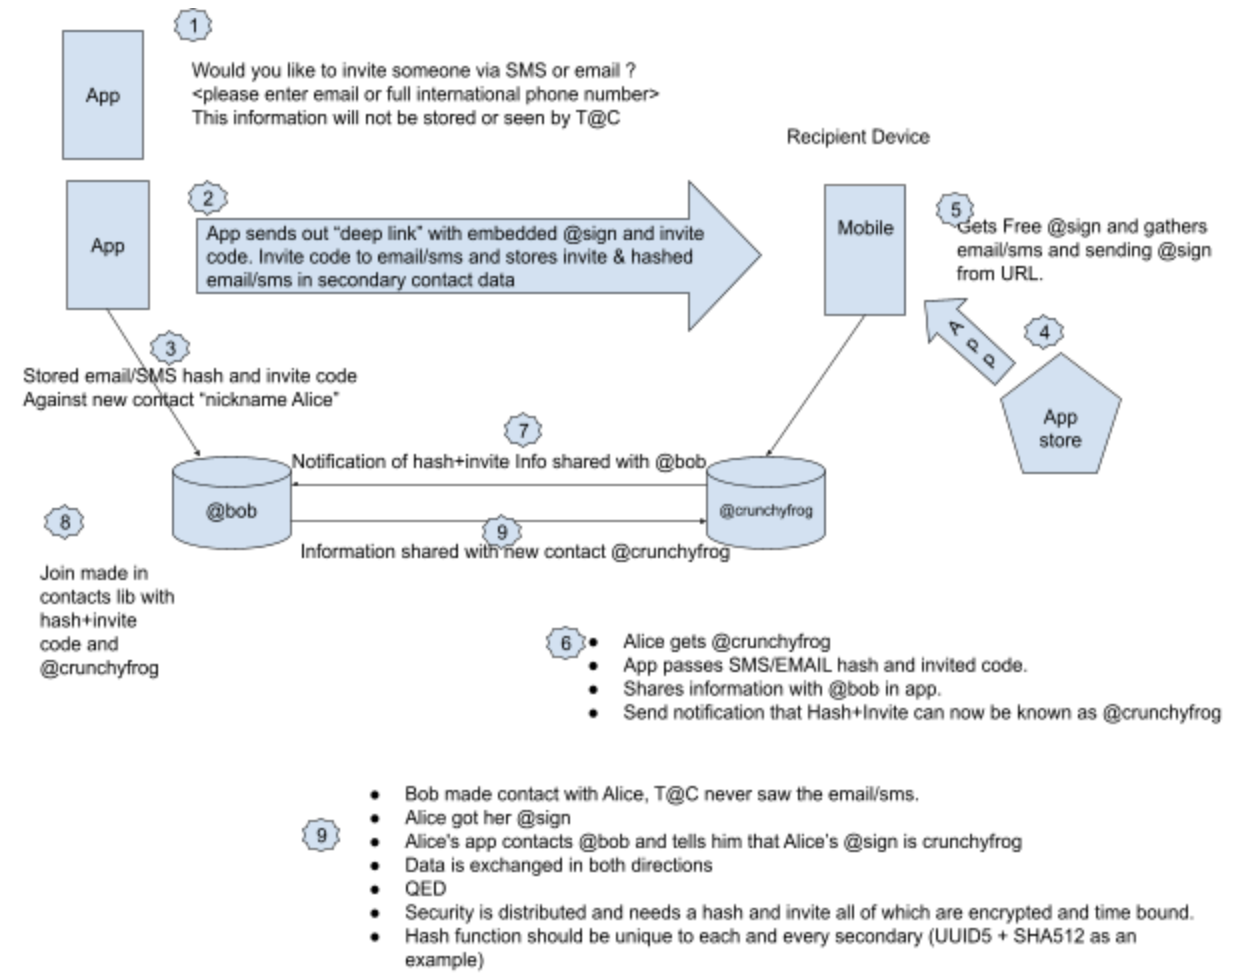 1
App
Would you like to invite someone via SMS or email ?
<please enter email or full international phone number>
This information will not be stored or seen by T@C
Recipient Device
2
App
App sends out “deep link” with embedded @sign and invite
code. Invite code to email/sms and stores invite & hashed
email/sms in secondary contact data
Mobile
5
Gets Free @sign and gathers
email/sms and sending @sign
from URL.
3
Stored email/SMS hash and invite code
Against new contact “nickname Alice”
APP
4
App
store
7
Notification of hash+invite Info shared with @bob
@bob
@crunchyfrog
9
Information shared with new contact @crunchyfrog
8
Join made in
contacts lib with
hash+invite
code and
@crunchyfrog
6
● Alice gets @crunchyfrog
● App passes SMS/EMAIL hash and invited code.
● Shares information with @bob in app.
● Send notification that Hash+Invite can now be known as @crunchyfrog
9
● Bob made contact with Alice, T@C never saw the email/sms.
● Alice got her @sign
● Alice's app contacts @bob and tells him that Alice’s @sign is crunchyfrog
● Data is exchanged in both directions
● QED
● Security is distributed and needs a hash and invite all of which are encrypted and time bound.
● Hash function should be unique to each and every secondary (UUID5 + SHA512 as an
example)